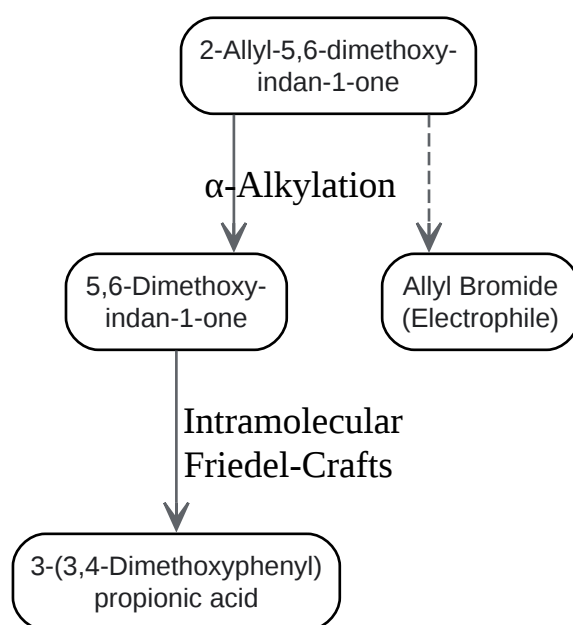 2-Allyl-5,6-dimethoxy-
indan-1-one
α-Alkylation
5,6-Dimethoxy-
indan-1-one
Allyl Bromide
(Electrophile)
Intramolecular
Friedel-Crafts
3-(3,4-Dimethoxyphenyl)
propionic acid